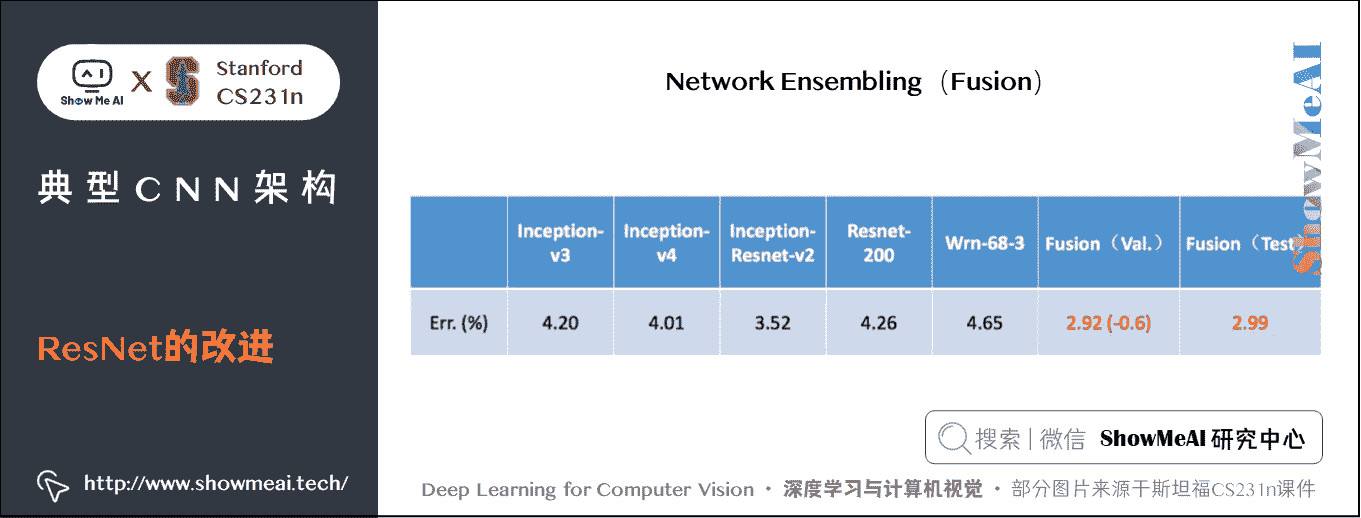 Show Me AI
X
S
Stanford
CS231n
典型CNN架构
ResNet的改进
http://www.showmeai.tech/
Network Ensembling（Fusion）
ShowMeAI
Inception-v3 Inception-v4 Inception-Resnet-v2 Resnet-200 Wrn-68-3 Fusion（Val.） Fusion（Test）
Err. (%) 4.20 4.01 3.52 4.26 4.65 2.92 (-0.6) 2.99
搜索 | 微信 ShowMeAI 研究中心
Deep Learning for Computer Vision · 深度学习与计算机视觉 · 部分图片来源于斯坦福CS231n课件